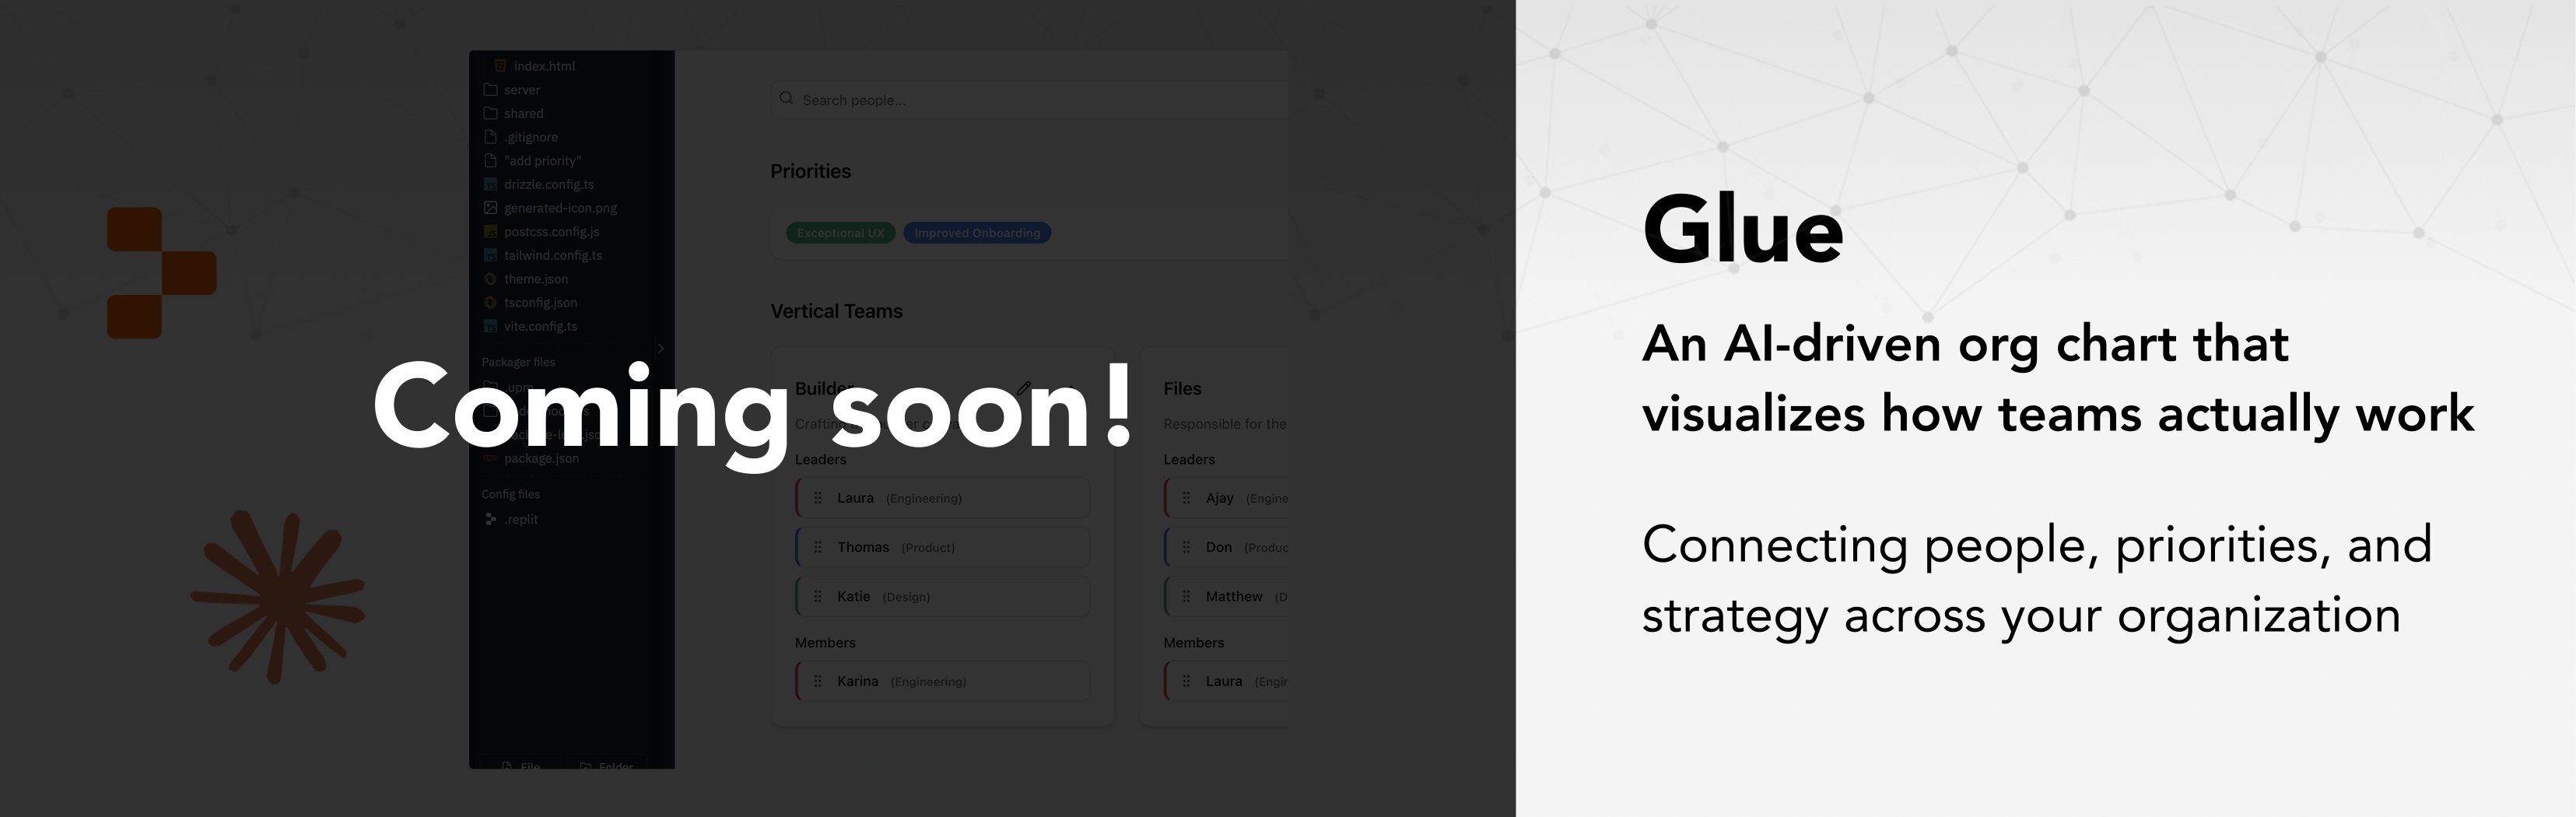 index.html
server
shared
.gitignore
"add priority"
drizzle.config.ts
generated-icon.png
postcss.config.js
tailwind.config.ts
theme.json
tsconfig.json
vite.config.ts
Packager files
.upm
package.json
Config files
.replit
File
Folder
Search people...
Priorities
Exceptional UX
Improved Onboarding
Vertical Teams
Builder
Crafting
Leaders
Laura (Engineering)
Thomas (Product)
Katie (Design)
Members
Karina (Engineering)
Files
Responsible for the
Leaders
Ajay (Engine
Don (Produc
Matthew (D
Members
Laura (Engir
Coming soon!
Glue
An AI-driven org chart that
visualizes how teams actually work
Connecting people, priorities, and
strategy across your organization